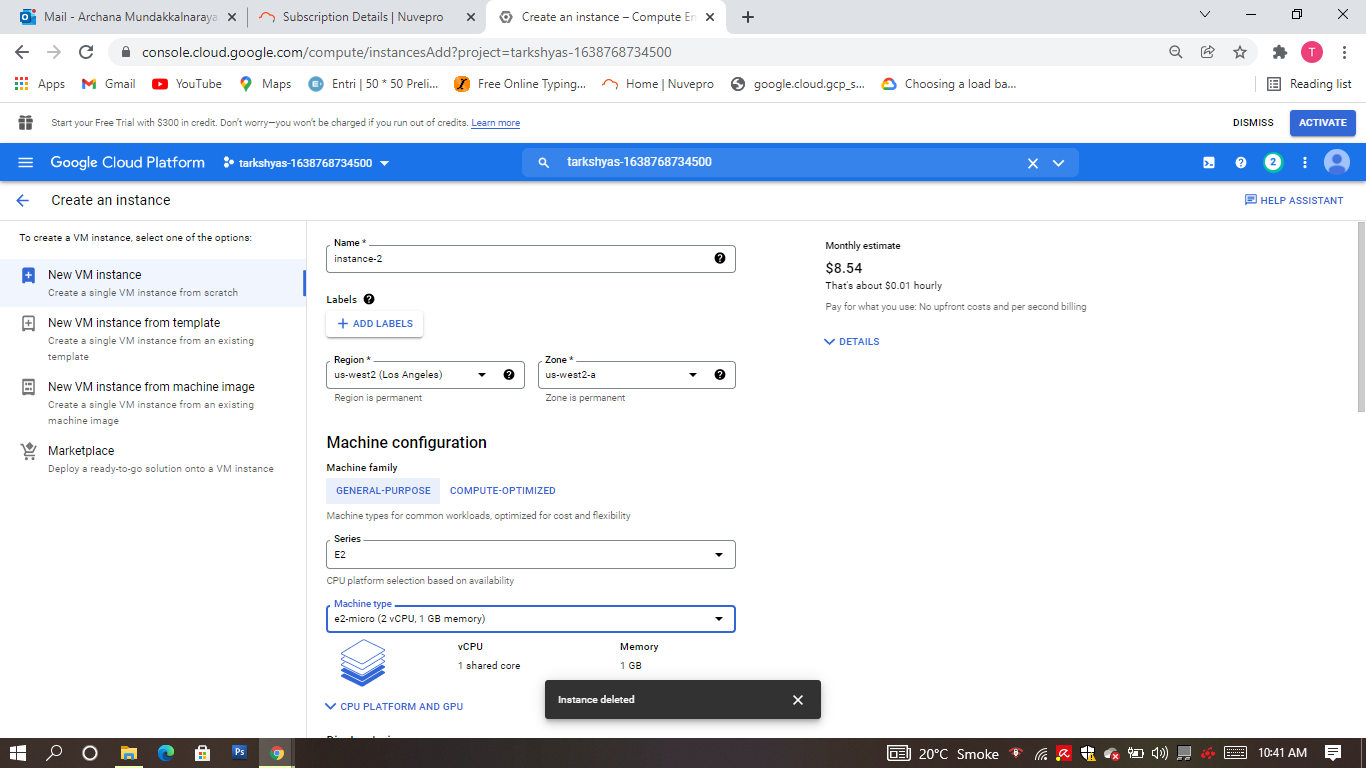 Mail - Archana Mundakkalnaraya
Subscription Details | Nuvepro
Create an instance – Compute En
console.cloud.google.com/compute/instancesAdd?project=tarkshyas-1638768734500
T
Apps
Gmail
YouTube
Maps
Entri | 50 * 50 Preli...
Free Online Typing...
Home | Nuvepro
google.cloud.gcp_s...
Choosing a load ba...
Reading list
Start your Free Trial with $300 in credit. Don't worry—you won't be charged if you run out of credits. Learn more
DISMISS
ACTIVATE
Google Cloud Platform
tarkshyas-1638768734500
tarkshyas-1638768734500
2
Create an instance
HELP ASSISTANT
To create a VM instance, select one of the options:
New VM instance
Create a single VM instance from scratch
New VM instance from template
Create a single VM instance from an existing
template
New VM instance from machine image
Create a single VM instance from an existing
machine image
Marketplace
Deploy a ready-to-go solution onto a VM instance
Name *
instance-2
Labels
ADD LABELS
Region *
us-west2 (Los Angeles)
Region is permanent
Zone *
us-west2-a
Zone is permanent
Machine configuration
Machine family
GENERAL-PURPOSE
COMPUTE-OPTIMIZED
Machine types for common workloads, optimized for cost and flexibility
Series
E2
CPU platform selection based on availability
Machine type
e2-micro (2 vCPU, 1 GB memory)
vCPU
1 shared core
Memory
1 GB
CPU PLATFORM AND GPU
Monthly estimate
$8.54
That's about $0.01 hourly
Pay for what you use: No upfront costs and per second billing
DETAILS
Instance deleted
Ps
20°C Smoke
10:41 AM